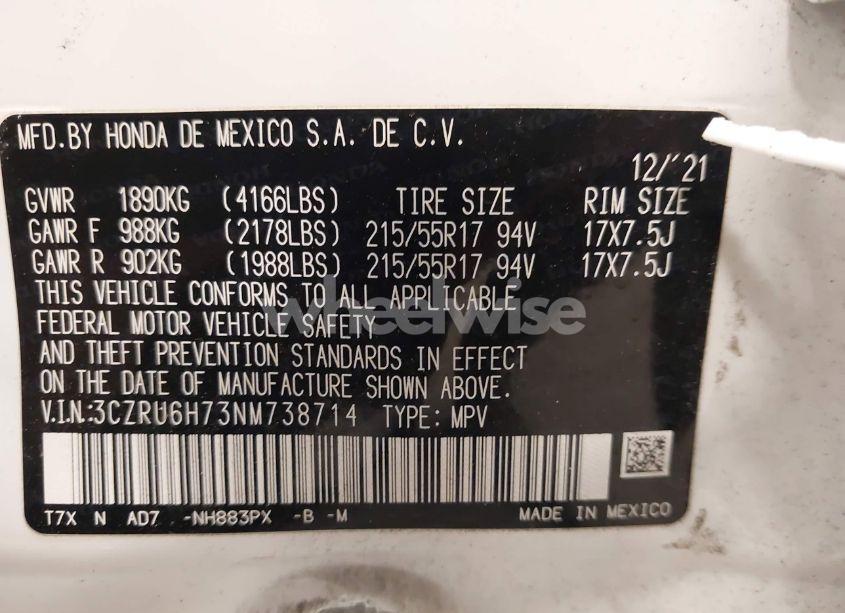 MFD.BY HONDA DE MEXICO S.A. DE C.V.
12/'21
GVWR 1890KG (4166LBS) TIRE SIZE RIM SIZE
GAWR F 988KG (2178LBS) 215/55R17 94V 17X7.5J
GAWR R 902KG (1988LBS) 215/55R17 94V 17X7.5J
THIS VEHICLE CONFORMS TO ALL APPLICABLE
FEDERAL MOTOR VEHICLE SAFETY
AND THEFT PREVENTION STANDARDS IN EFFECT
ON THE DATE OF MANUFACTURE SHOWN ABOVE.
V.I.N.:3CZRU6H73NM738714 TYPE: MPV
T7X N AD7 -NH883PX -B -M MADE IN MEXICO
wheelwise